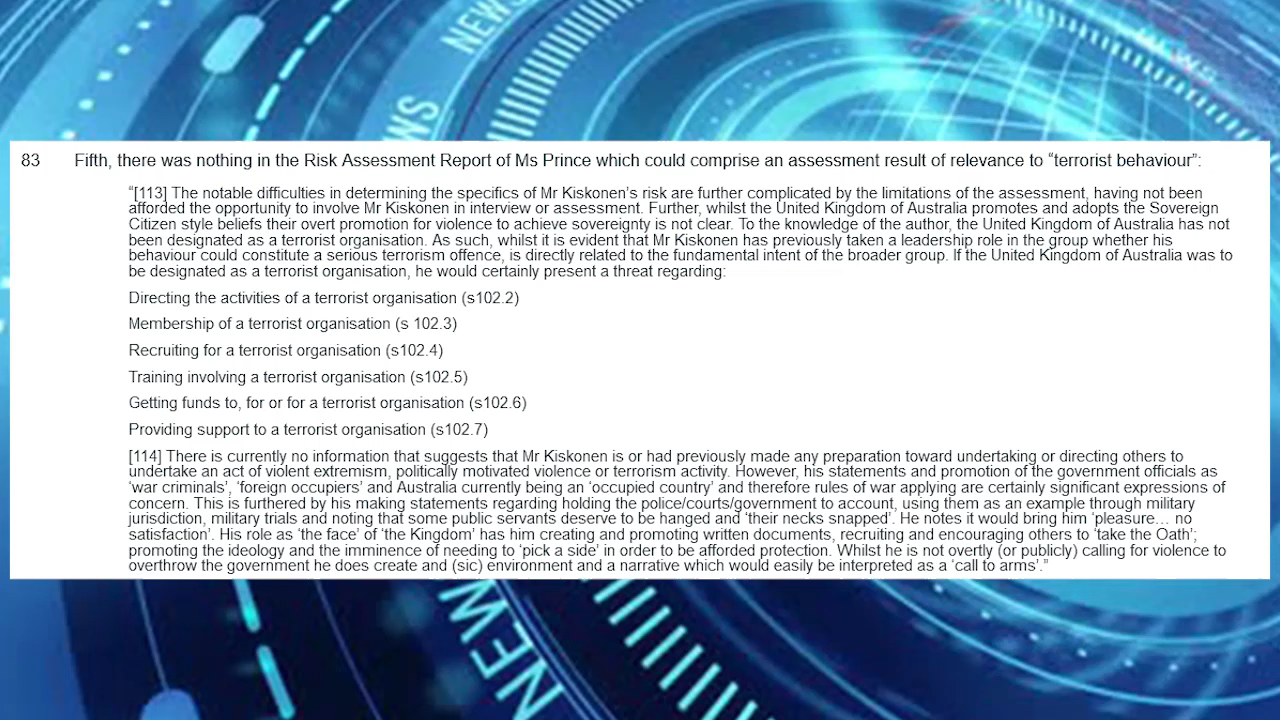 NEWS
NEWS
NEWS
83 Fifth, there was nothing in the Risk Assessment Report of Ms Prince which could comprise an assessment result of relevance to “terrorist behaviour”:
“[113] The notable difficulties in determining the specifics of Mr Kiskonen’s risk are further complicated by the limitations of the assessment, having not been
afforded the opportunity to involve Mr Kiskonen in interview or assessment. Further, whilst the United Kingdom of Australia promotes and adopts the Sovereign
Citizen style beliefs their overt promotion for violence to achieve sovereignty is not clear. To the knowledge of the author, the United Kingdom of Australia has not
been designated as a terrorist organisation. As such, whilst it is evident that Mr Kiskonen has previously taken a leadership role in the group whether his
behaviour could constitute a serious terrorism offence, is directly related to the fundamental intent of the broader group. If the United Kingdom of Australia was to
be designated as a terrorist organisation, he would certainly present a threat regarding:
Directing the activities of a terrorist organisation (s102.2)
Membership of a terrorist organisation (s 102.3)
Recruiting for a terrorist organisation (s102.4)
Training involving a terrorist organisation (s102.5)
Getting funds to, for or for a terrorist organisation (s102.6)
Providing support to a terrorist organisation (s102.7)
[114] There is currently no information that suggests that Mr Kiskonen is or had previously made any preparation toward undertaking or directing others to
undertake an act of violent extremism, politically motivated violence or terrorism activity. However, his statements and promotion of the government officials as
‘war criminals’, ‘foreign occupiers’ and Australia currently being an ‘occupied country’ and therefore rules of war applying are certainly significant expressions of
concern. This is furthered by his making statements regarding holding the police/courts/government to account, using them as an example through military
jurisdiction, military trials and noting that some public servants deserve to be hanged and ‘their necks snapped’. He notes it would bring him ‘pleasure… no
satisfaction’. His role as ‘the face’ of ‘the Kingdom’ has him creating and promoting written documents, recruiting and encouraging others to ‘take the Oath’;
promoting the ideology and the imminence of needing to ‘pick a side’ in order to be afforded protection. Whilst he is not overtly (or publicly) calling for violence to
overthrow the government he does create and (sic) environment and a narrative which would easily be interpreted as a ‘call to arms’.”
NEW
NEW